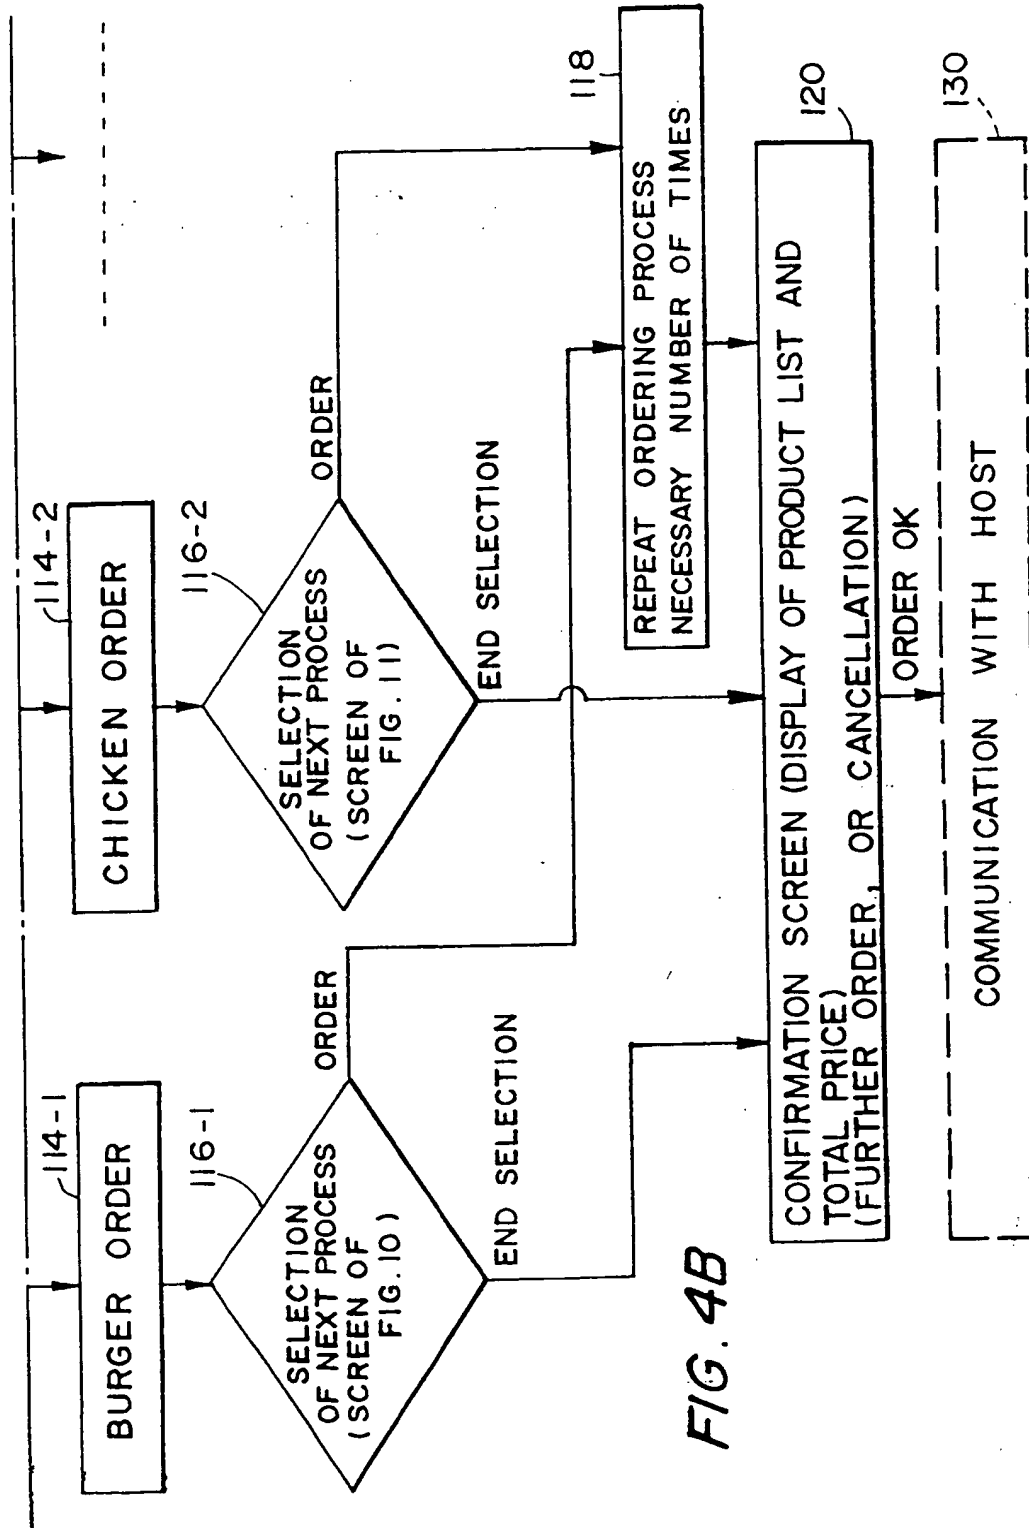 114-1
BURGER ORDER
116-1
SELECTION
OF NEXT PROCESS
(SCREEN OF
FIG.10)
ORDER
END SELECTION
114-2
CHICKEN ORDER
116-2
SELECTION
OF NEXT PROCESS
(SCREEN OF
FIG.11)
ORDER
END SELECTION
118
REPEAT ORDERING PROCESS
NECESSARY NUMBER OF TIMES
120
CONFIRMATION SCREEN (DISPLAY OF PRODUCT LIST AND
TOTAL PRICE)
(FURTHER ORDER, OR CANCELLATION)
ORDER OK
130
COMMUNICATION WITH HOST
FIG. 4B